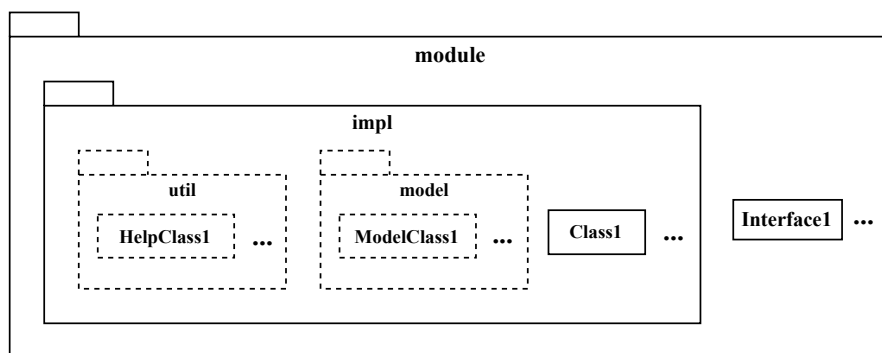 module
impl
util
model
HelpClass1
...
ModelClass1
...
Class1
...
Interface1
...